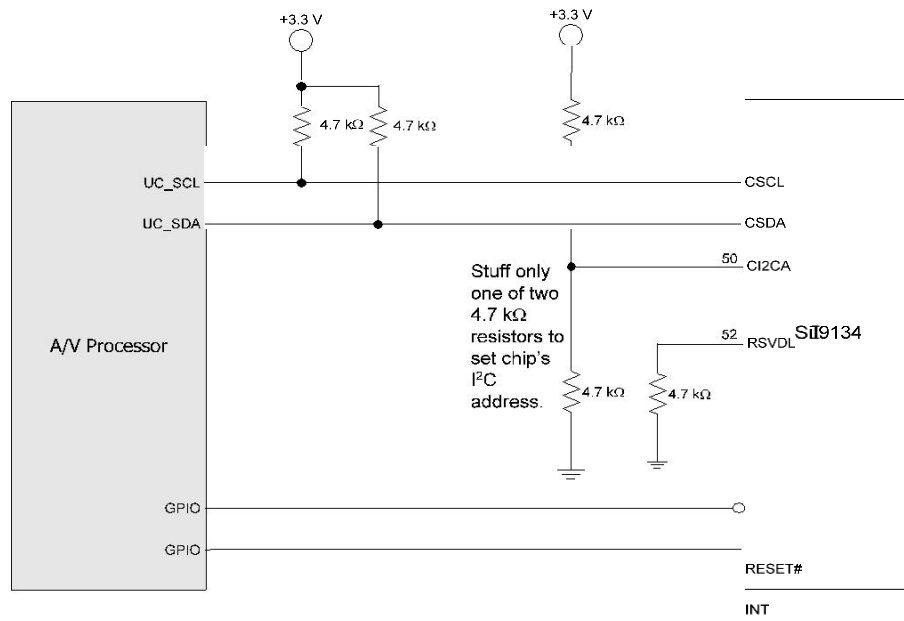 +3.3 V
+3.3 V
4.7 kΩ
4.7 kΩ
4.7 kΩ
UC_SCL
CSCL
UC_SDA
CSDA
50
CI2CA
Stuff only
one of two
4.7 kΩ
resistors to
set chip's
I²C
address.
A/V Processor
52
RSVDL
SiI9134
4.7 kΩ
4.7 kΩ
GPIO
GPIO
RESET#
INT